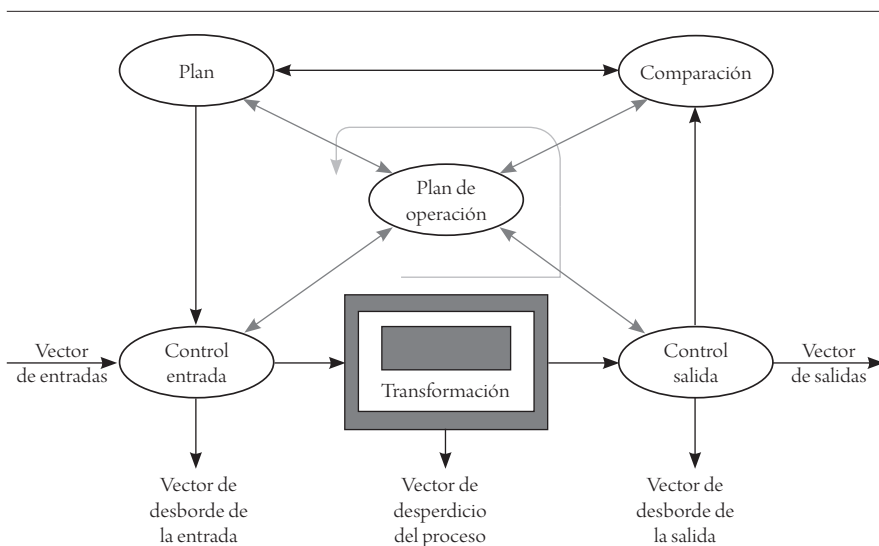 Plan
Comparación
Plan de
operación
Vector
de entradas
Control
entrada
Transformación
Control
salida
Vector
de salidas
Vector de
desborde de
la entrada
Vector de
desperdicio
del proceso
Vector de
desborde de
la salida